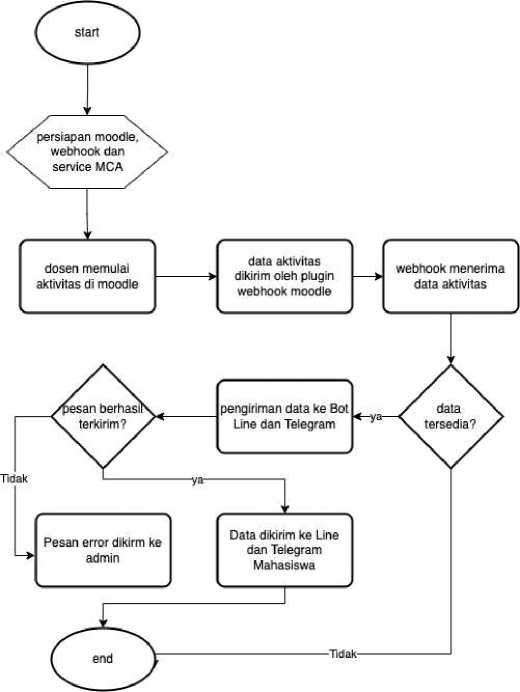 start
persiapan moodle,
webhook dan
service MCA
dosen memulai
aktivitas di moodle
data aktivitas
dikirim oleh plugin
webhook moodle
webhook menerima
data aktivitas
data
tersedia?
ya
pengiriman data ke Bot
Line dan Telegram
pesan berhasil
terkirim?
Tidak
ya
Pesan error dikirm ke
admin
Data dikirim ke Line
dan Telegram
Mahasiswa
Tidak
end